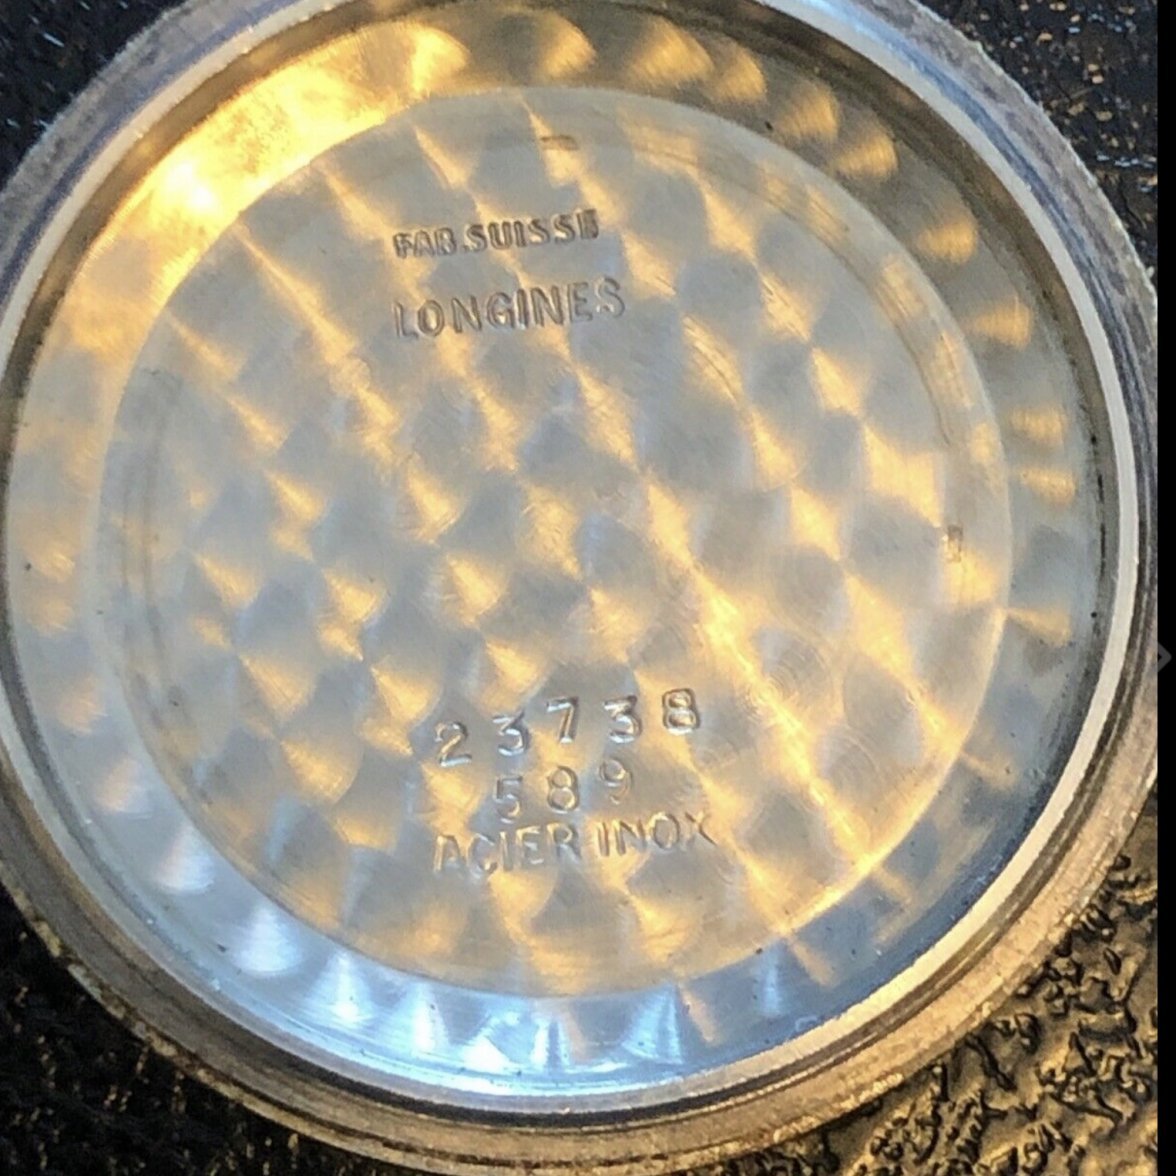 FAB.SUISSE
LONGINES
23738
589
ACIER INOX